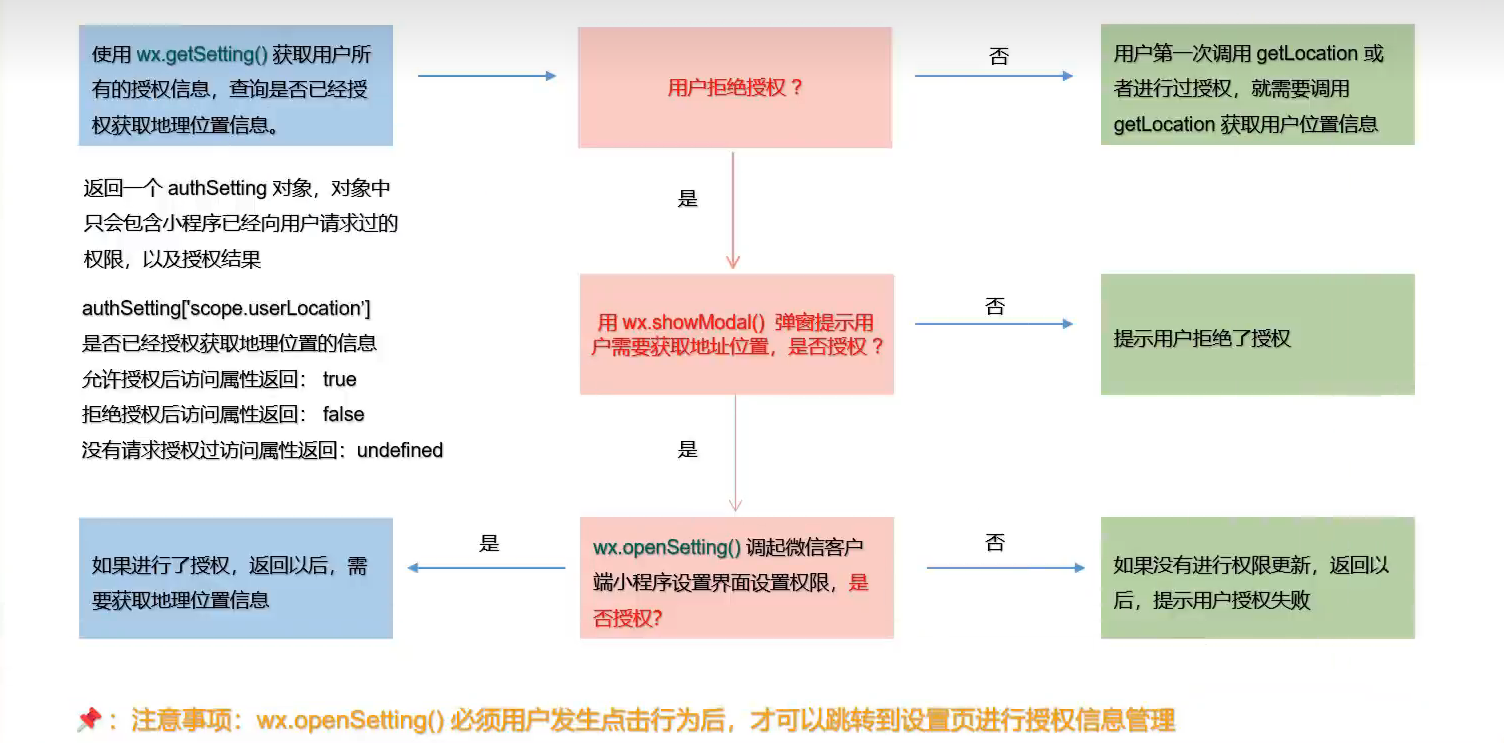 使用 wx.getSetting() 获取用户所
有的授权信息，查询是否已经授
权获取地理位置信息。
用户拒绝授权？
否
用户第一次调用 getLocation 或
者进行过授权，就需要调用
getLocation 获取用户位置信息
返回一个 authSetting 对象，对象中
只会包含小程序已经向用户请求过的
权限，以及授权结果
是
authSetting['scope.userLocation’]
是否已经授权获取地理位置的信息
允许授权后访问属性返回： true
拒绝授权后访问属性返回： false
没有请求授权过访问属性返回：undefined
用 wx.showModal() 弹窗提示用
户需要获取地址位置，是否授权？
否
提示用户拒绝了授权
是
如果进行了授权，返回以后，需
要获取地理位置信息
是
wx.openSetting() 调起微信客户
端小程序设置界面设置权限，是
否授权?
否
如果没有进行权限更新，返回以
后，提示用户授权失败
📌：注意事项：wx.openSetting() 必须用户发生点击行为后，才可以跳转到设置页进行授权信息管理